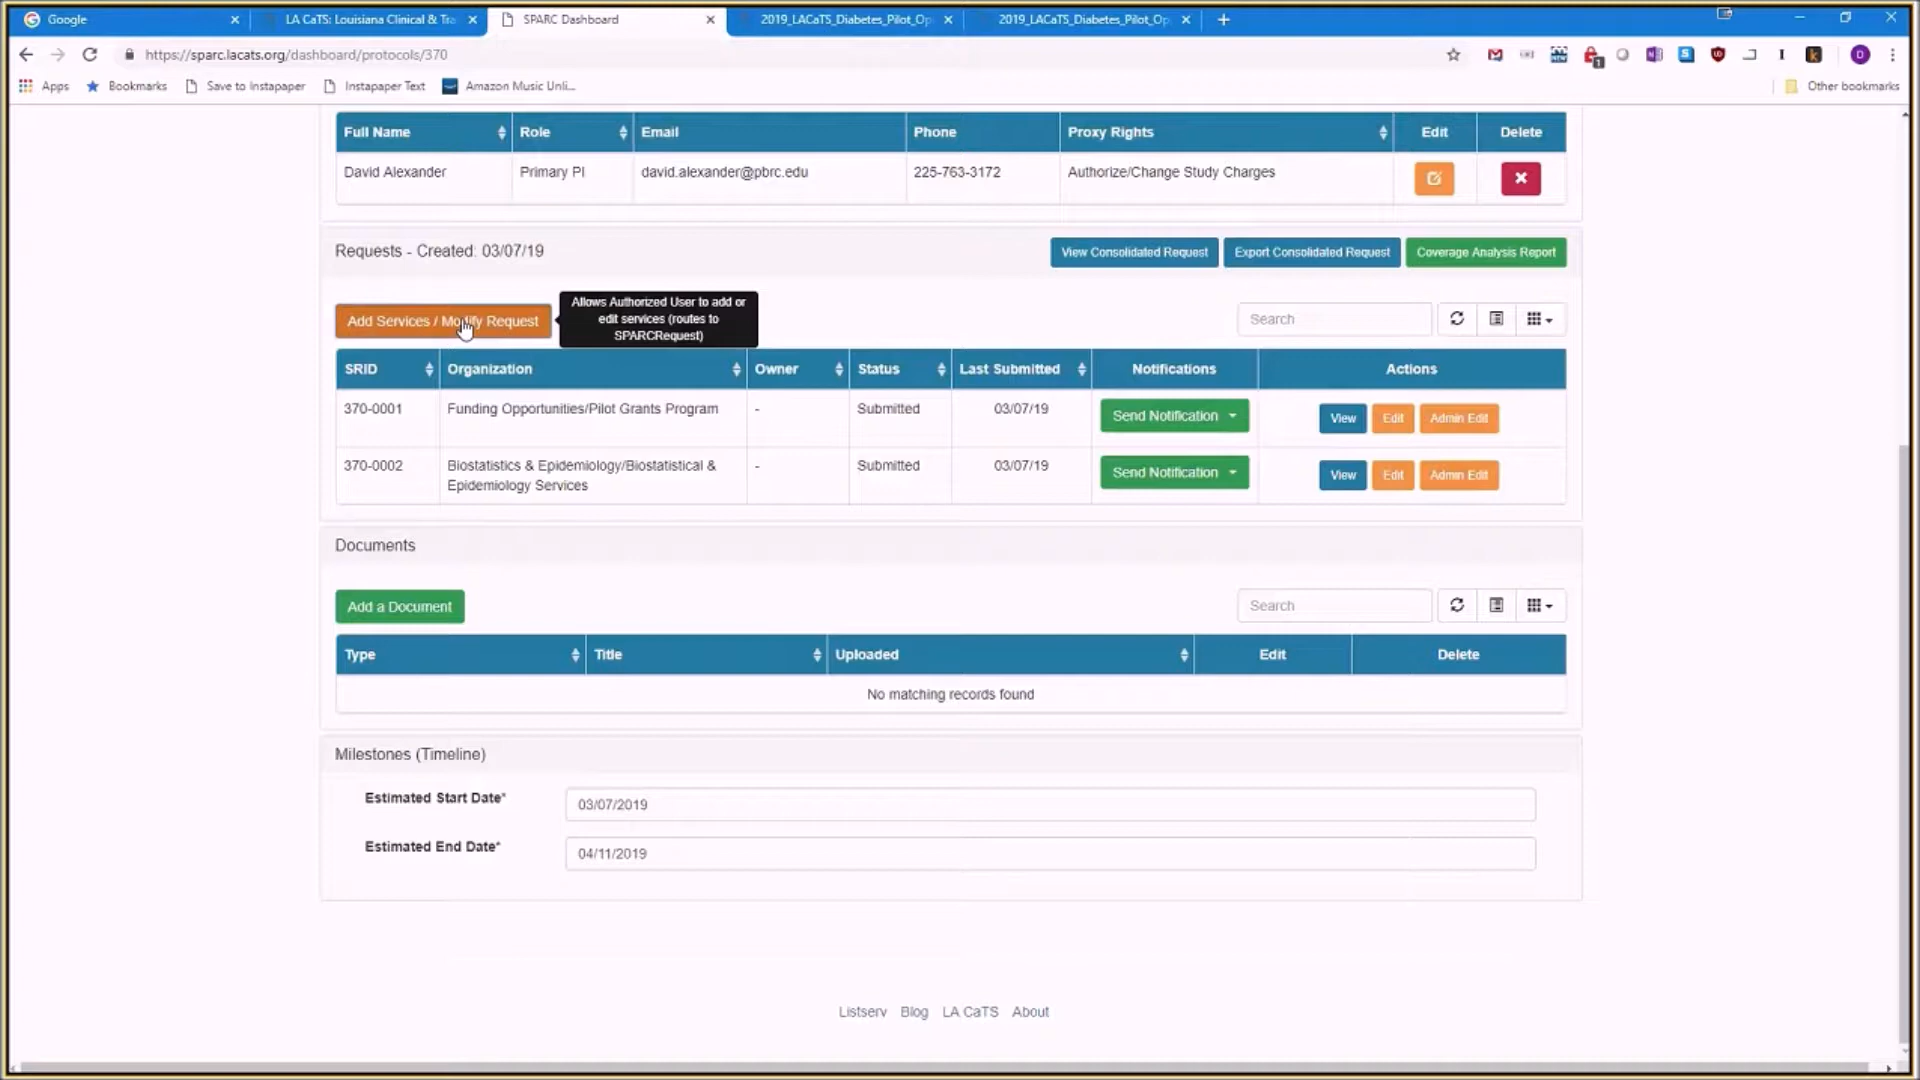 Google
LA CaTS: Louisiana Clinical & Tra
SPARC Dashboard
2019_LACaTS_Diabetes_Pilot_Op
2019_LACaTS_Diabetes_Pilot_Op
https://sparc.lacats.org/dashboard/protocols/370
Apps
Bookmarks
Save to Instapaper
Instapaper Text
Amazon Music Unli...
Other bookmarks
Full Name Role Email Phone Proxy Rights Edit Delete
David Alexander Primary PI david.alexander@pbrc.edu 225-763-3172 Authorize/Change Study Charges
Requests - Created: 03/07/19
View Consolidated Request
Export Consolidated Request
Coverage Analysis Report
Add Services / Modify Request
Allows Authorized User to add or
edit services (routes to
SPARCRequest)
Search
SRID Organization Owner Status Last Submitted Notifications Actions
370-0001 Funding Opportunities/Pilot Grants Program - Submitted 03/07/19 Send Notification View Edit Admin Edit
370-0002 Biostatistics & Epidemiology/Biostatistical & - Submitted 03/07/19 Send Notification View Edit Admin Edit
Epidemiology Services
Documents
Add a Document
Search
Type Title Uploaded Edit Delete
No matching records found
Milestones (Timeline)
Estimated Start Date* 03/07/2019
Estimated End Date* 04/11/2019
Listserv Blog LA CaTS About